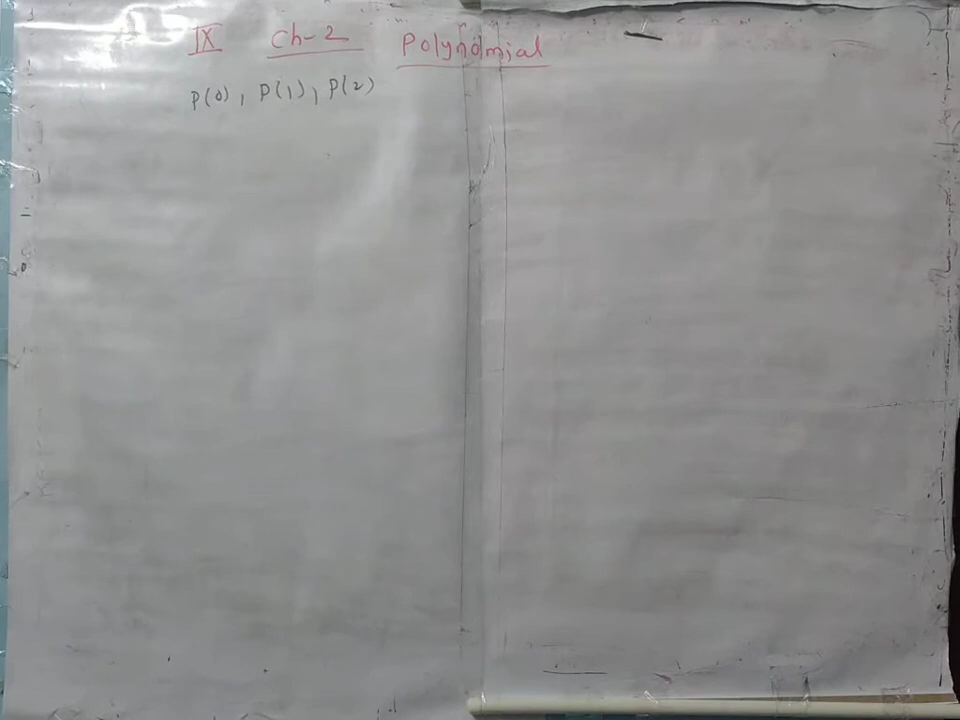 IX Ch-2 Polynomial
P(0), P(1), P(2)